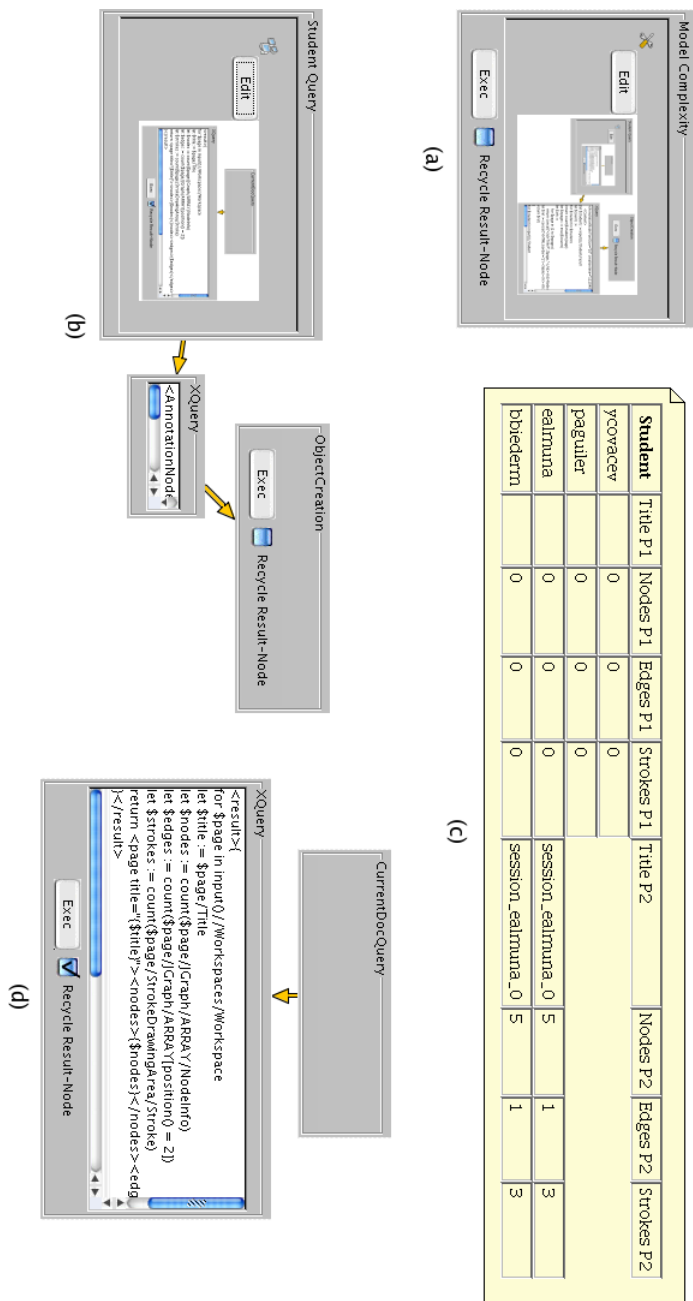 Model Complexity
Edit
Exec
Recycle Result-Node
(a)
Student Title P1 Nodes P1 Edges P1 Strokes P1 Title P2 Nodes P2 Edges P2 Strokes P2
ycovacev 0 0 0
paguiler 0 0 0
ealmuna 0 0 0 session_ealmuna_0 5 1 3
bbiederm 0 0 0 session_ealmuna_0 5 1 3
(c)
Student Query
Edit
(b)
XQuery
<AnnotationNode
ObjectCreation
Exec
Recycle Result-Node
CurrentDocQuery
XQuery
<result>{
for $page in input()//Workspaces/Workspace
let $title := $page/Title
let $nodes := count($page/JGraph/ARRAY/NodeInfo)
let $edges := count($page/JGraph/ARRAY[position() = 2])
let $strokes := count($page/StrokeDrawingArea/Stroke)
return <page title="{$title}"><nodes>{$nodes}</nodes><edg
}</result>
Exec
Recycle Result-Node
(d)